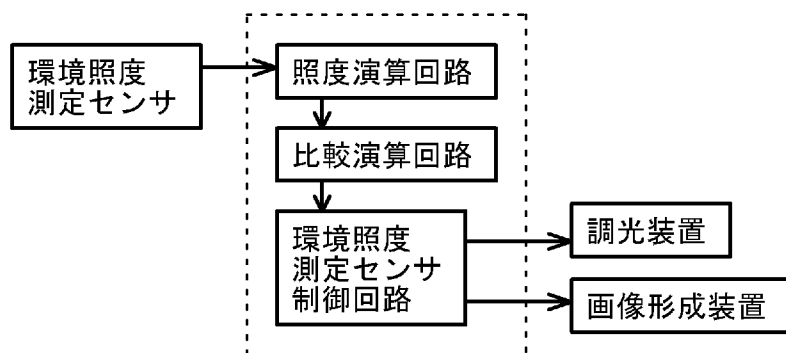 環境照度
測定センサ
照度演算回路
比較演算回路
環境照度
測定センサ
制御回路
調光装置
画像形成装置